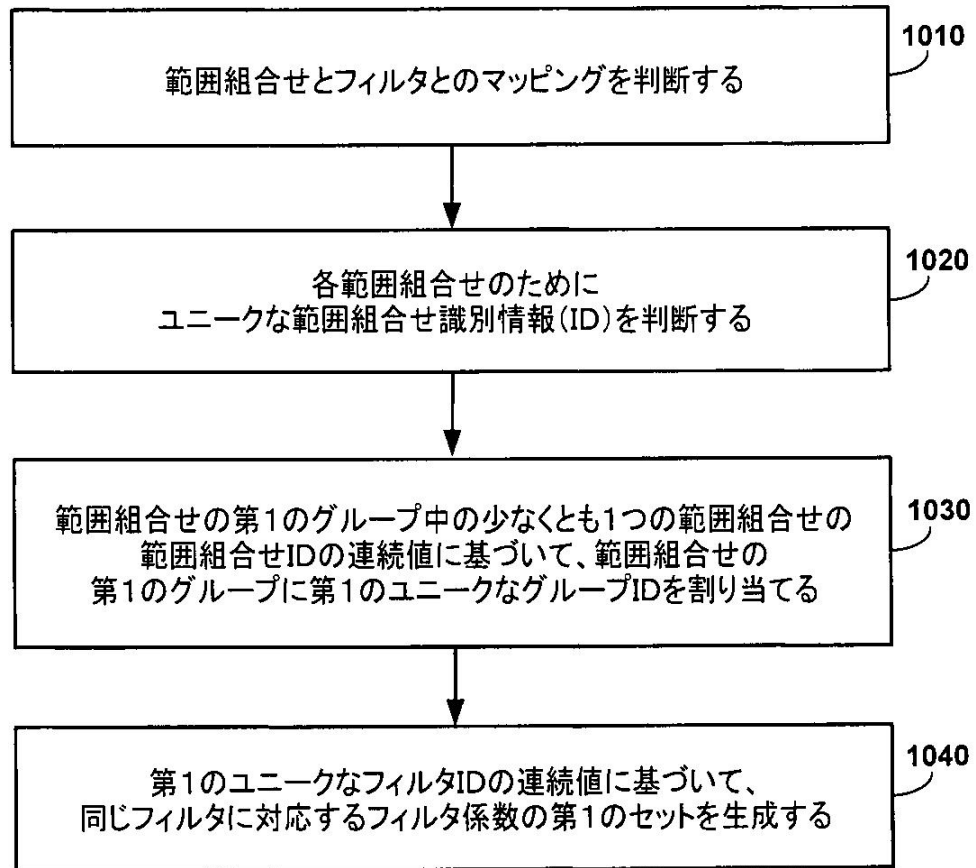 1010
範囲組合せとフィルタとのマッピングを判断する
1020
各範囲組合せのために
ユニークな範囲組合せ識別情報(ID)を判断する
1030
範囲組合せの第1のグループ中の少なくとも1つの範囲組合せの
範囲組合せIDの連続値に基づいて、範囲組合せの
第1のグループに第1のユニークなグループIDを割り当てる
1040
第1のユニークなフィルタIDの連続値に基づいて、
同じフィルタに対応するフィルタ係数の第1のセットを生成する